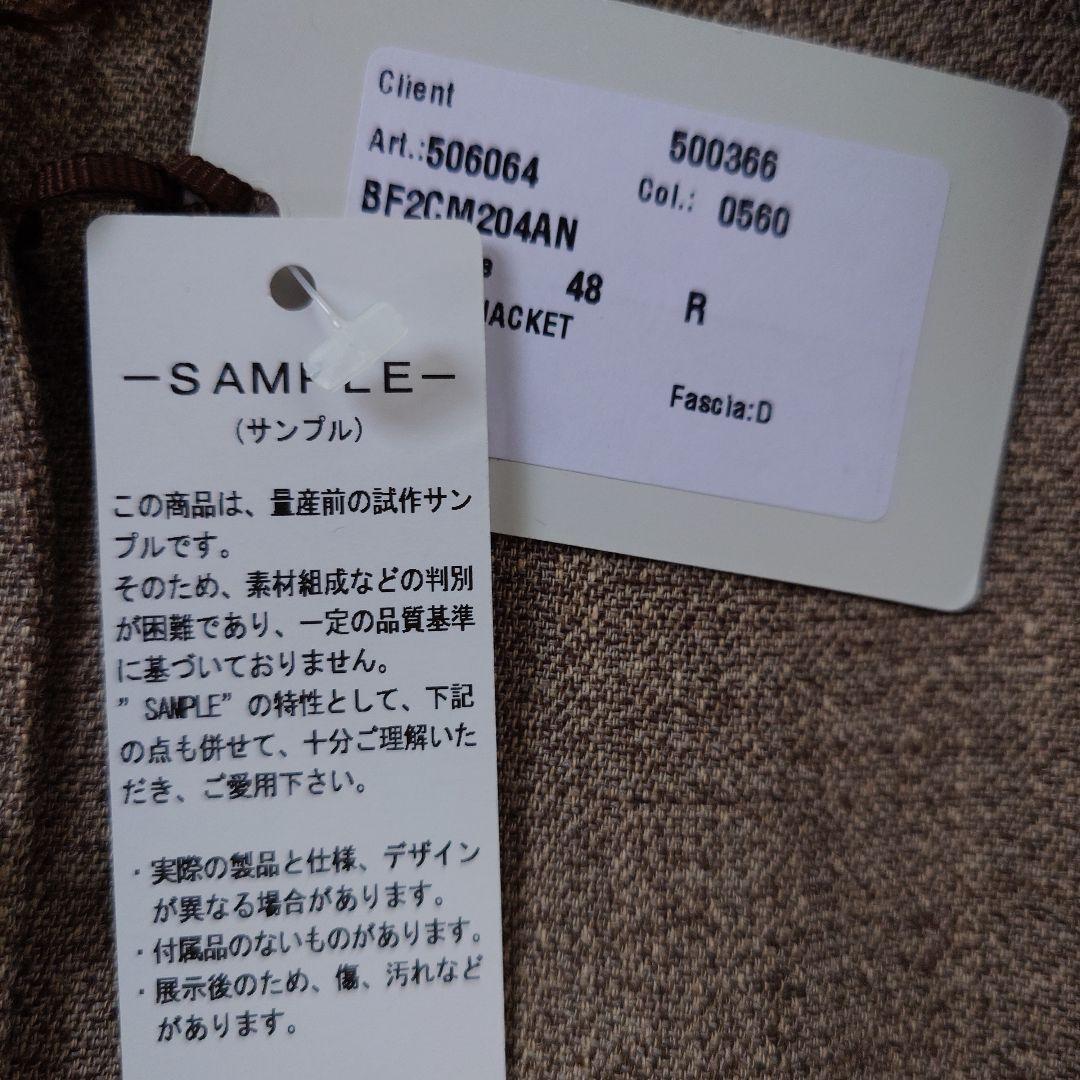 Client
500366
Art.:506064
Col.: 0560
BF2CM204AN
48 R
JACKET
Fascia:D
－SAMPLE－
（サンプル）
この商品は、量産前の試作サン
プルです。
そのため、素材組成などの判別
が困難であり、一定の品質基準
に基づいておりません。
”SAMPLE”の特性として、下記
の点も併せて、十分ご理解いた
だき、ご愛用下さい。
・実際の製品と仕様、デザイン
が異なる場合があります。
・付属品のないものがあります。
・展示後のため、傷、汚れなど
があります。